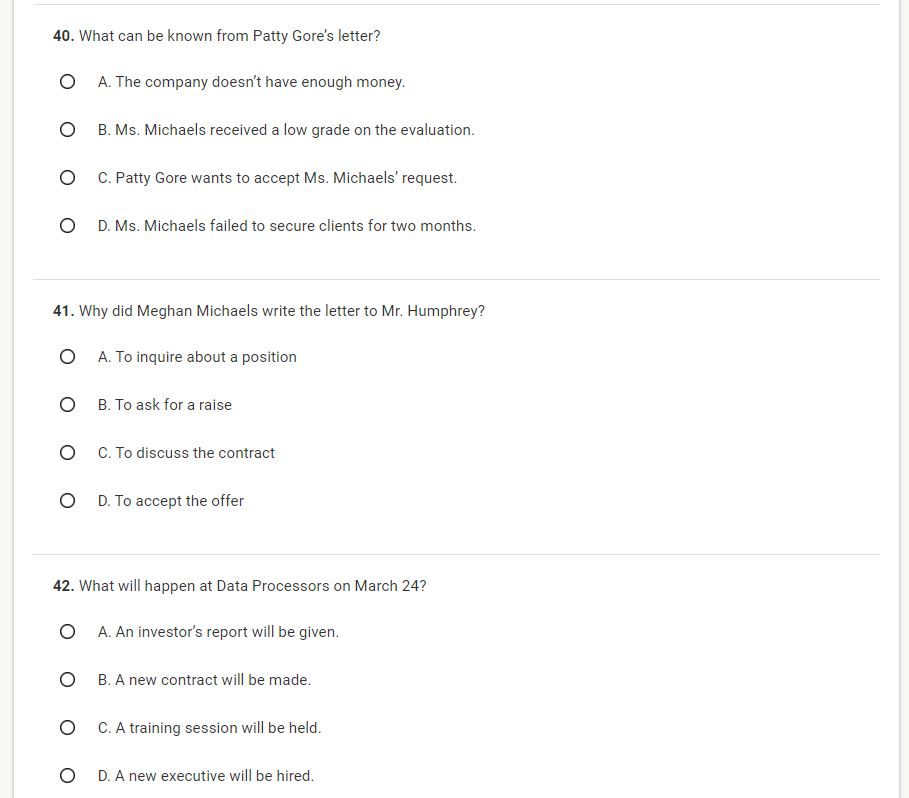 40. What can be known from Patty Gore's letter?
A. The company doesn't have enough money.
B. Ms. Michaels received a low grade on the evaluation.
C. Patty Gore wants to accept Ms. Michaels' request.
D. Ms. Michaels failed to secure clients for two months.
41. Why did Meghan Michaels write the letter to Mr. Humphrey?
A. To inquire about a position
B. To ask for a raise
C. To discuss the contract
D. To accept the offer
42. What will happen at Data Processors on March 24?
A. An investor's report will be given.
B. A new contract will be made.
C. A training session will be held.
D. A new executive will be hired.